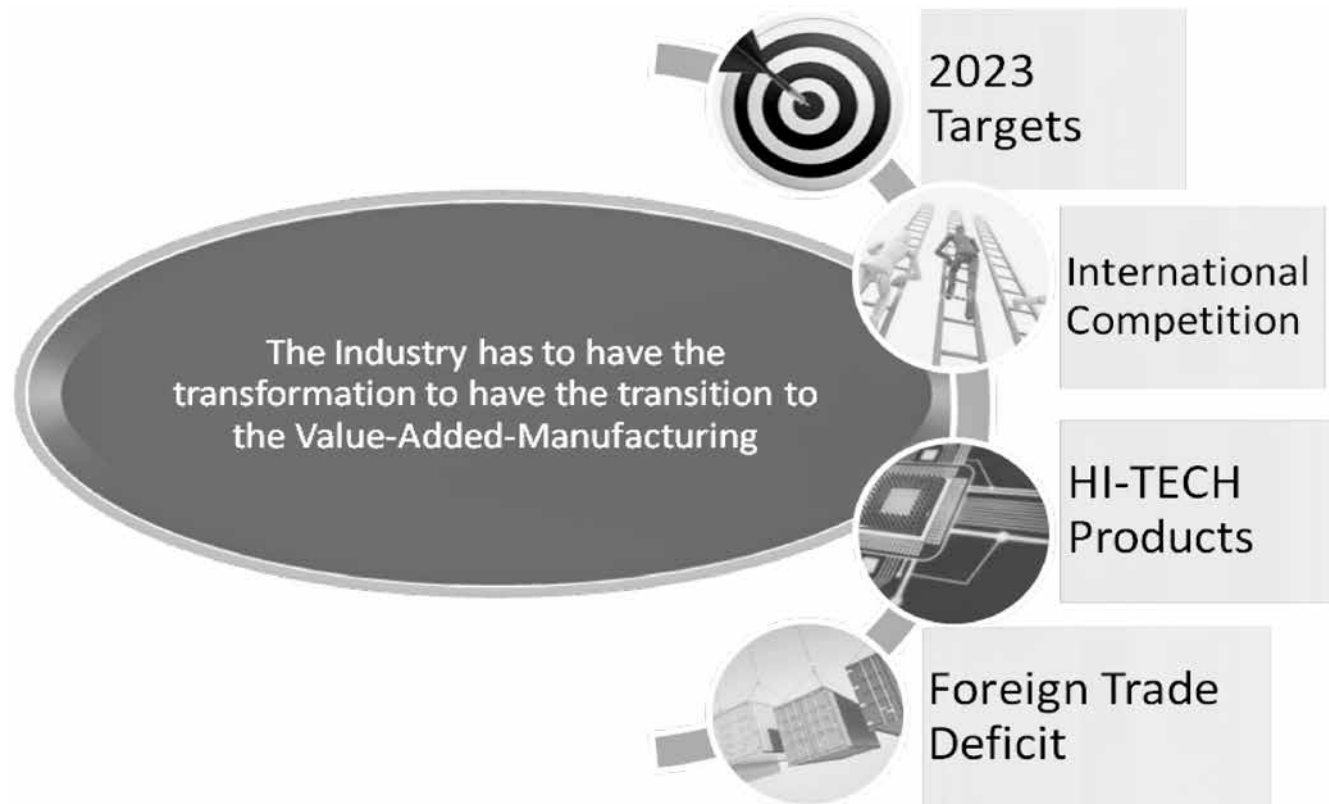 The Industry has to have the
transformation to have the transition to
the Value-Added-Manufacturing
2023
Targets
International
Competition
HI-TECH
Products
Foreign Trade
Deficit